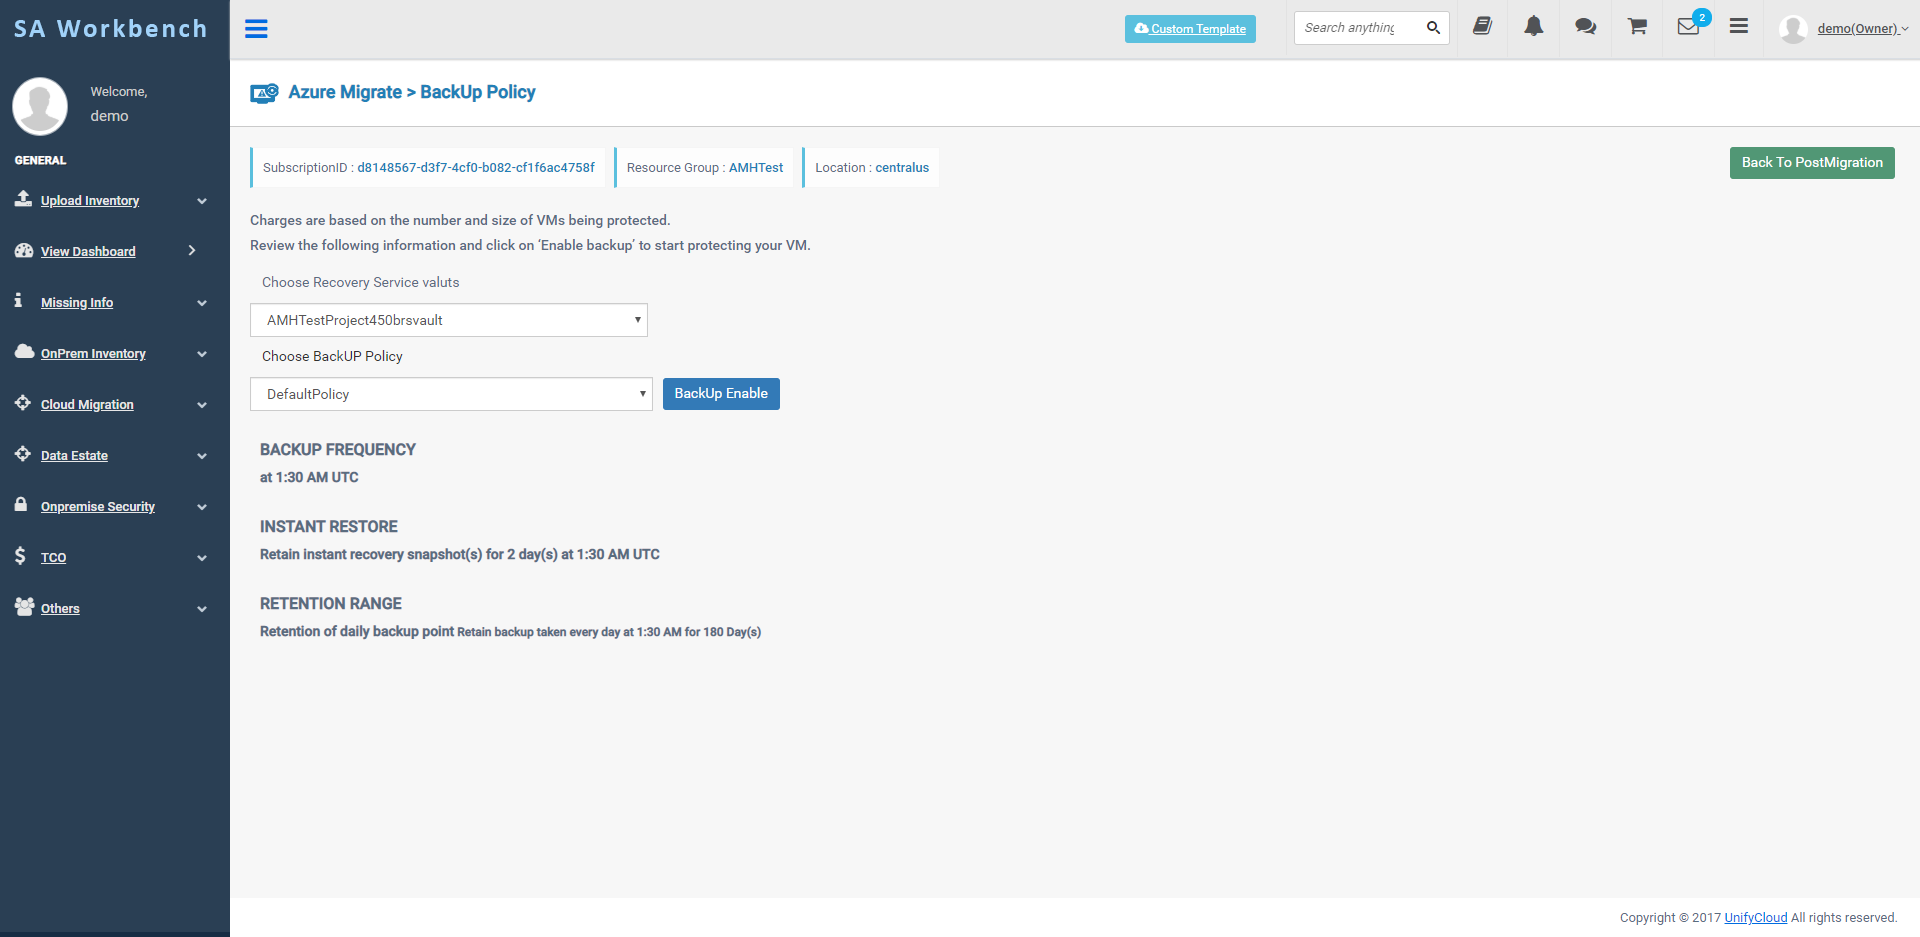 SA Workbench
Custom Template
Search anything
2
demo(Owner)
Welcome,
demo
GENERAL
Upload Inventory
View Dashboard
Missing Info
OnPrem Inventory
Cloud Migration
Data Estate
Onpremise Security
TCO
Others
Azure Migrate > BackUp Policy
SubscriptionID : d8148567-d3f7-4cf0-b082-cf1f6ac4758f
Resource Group : AMHTest
Location : centralus
Back To PostMigration
Charges are based on the number and size of VMs being protected.
Review the following information and click on ‘Enable backup’ to start protecting your VM.
Choose Recovery Service valuts
AMHTestProject450brsvault
Choose BackUP Policy
DefaultPolicy
BackUp Enable
BACKUP FREQUENCY
at 1:30 AM UTC
INSTANT RESTORE
Retain instant recovery snapshot(s) for 2 day(s) at 1:30 AM UTC
RETENTION RANGE
Retention of daily backup point Retain backup taken every day at 1:30 AM for 180 Day(s)
Copyright © 2017 UnifyCloud All rights reserved.